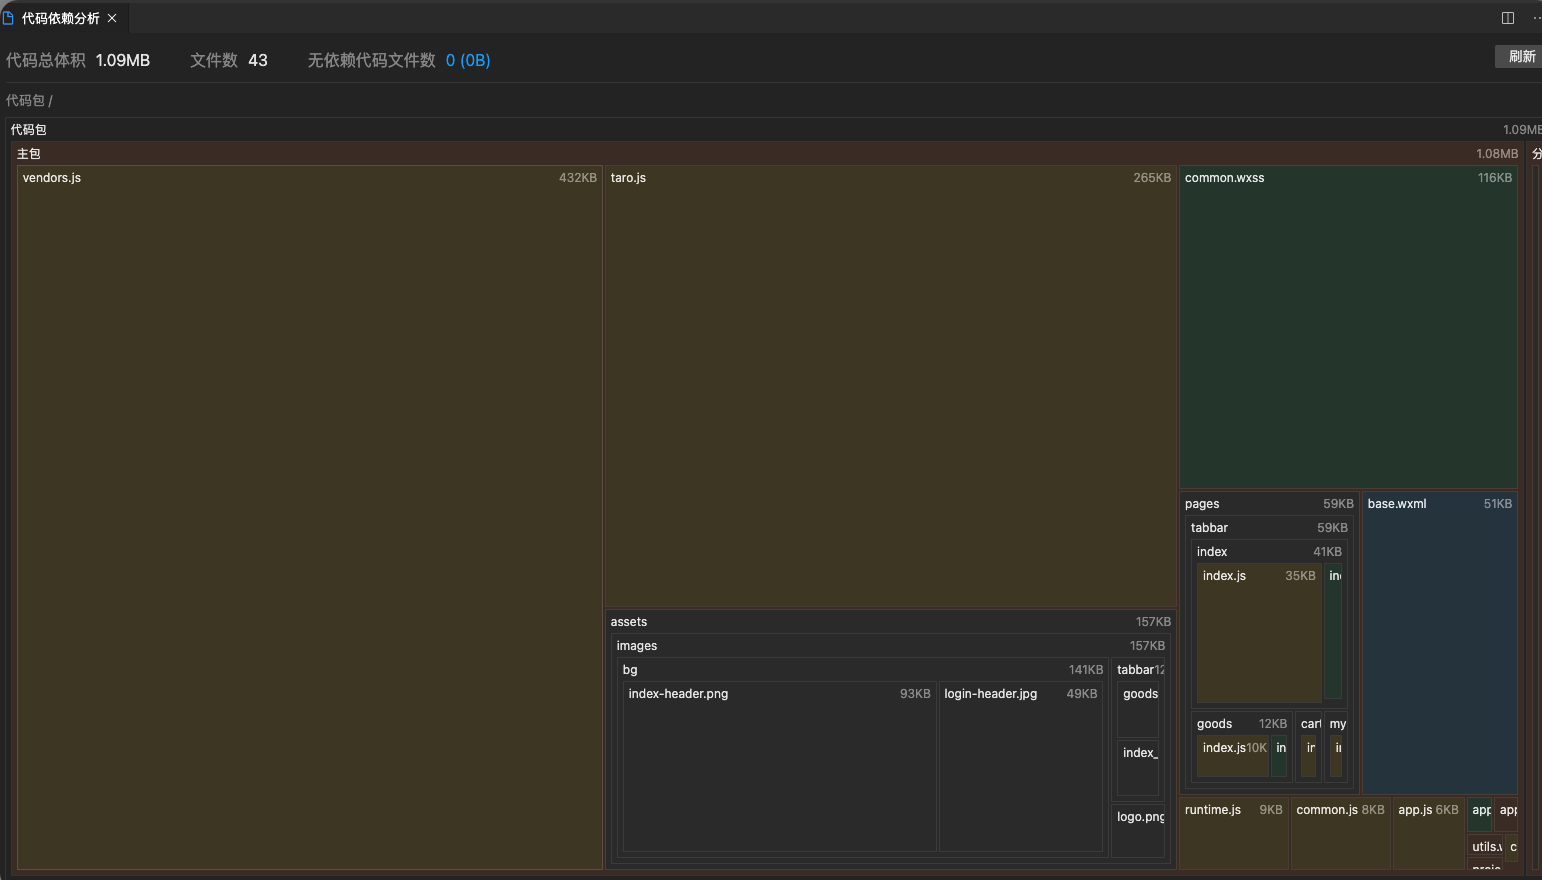 代码依赖分析
代码总体积 1.09MB 文件数 43 无依赖代码文件数 0 (0B) 刷新
代码包 /
代码包 1.09MB
主包 1.08MB 分
vendors.js 432KB
taro.js 265KB
common.wxss 116KB
assets 157KB
images 157KB
bg 141KB
index-header.png 93KB
login-header.jpg 49KB
tabbar 12
goods
index_
logo.png
pages 59KB
tabbar 59KB
index 41KB
index.js 35KB
in
goods 12KB
index.js 10K
in
cart
in
my
base.wxml 51KB
runtime.js 9KB
common.js 8KB
app.js 6KB
app
app
utils.
c